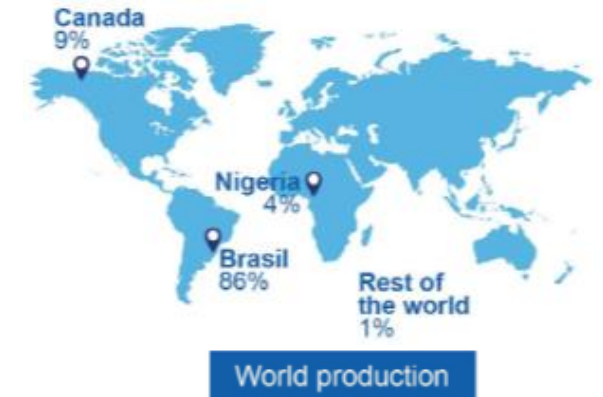 Canada
9%
Nigeria
4%
Brasil
86%
Rest of
the world
1%
World production